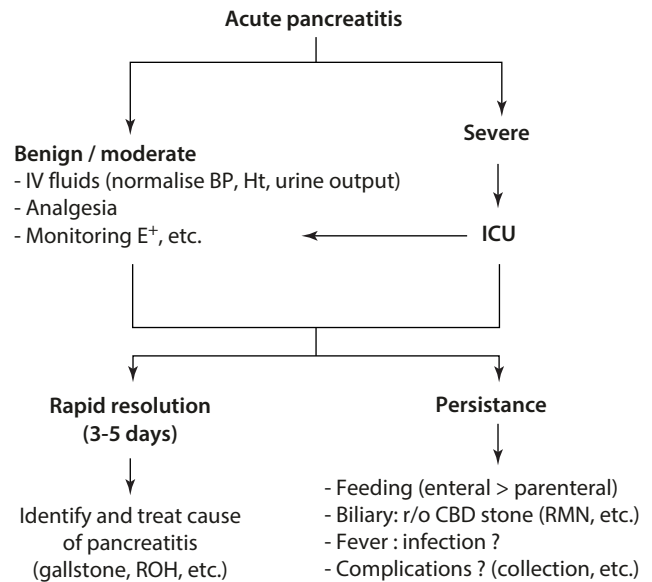 Acute pancreatitis
Severe
Benign / moderate
- IV fluids (normalise BP, Ht, urine output)
- Analgesia
- Monitoring E⁺, etc.
ICU
Rapid resolution
(3-5 days)
Persistance
Identify and treat cause
of pancreatitis
(gallstone, ROH, etc.)
- Feeding (enteral > parenteral)
- Biliary: r/o CBD stone (RMN, etc.)
- Fever : infection ?
- Complications ? (collection, etc.)